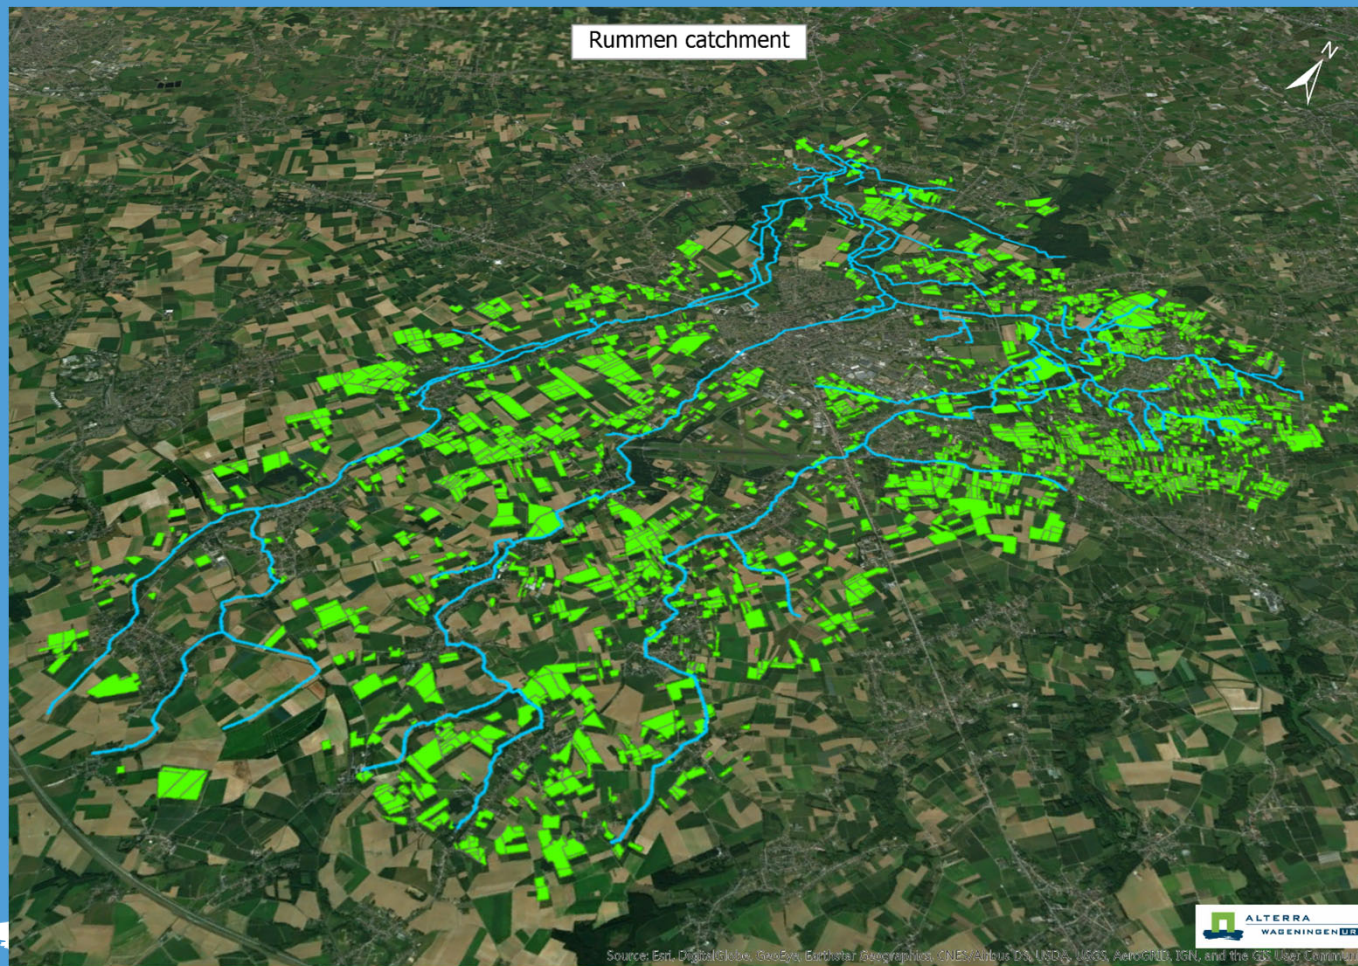 Rummen catchment
N
ALTERRA
WAGENINGEN UR
Source: Esri, DigitalGlobe, GeoEye, Earthstar Geographics, CNES/Airbus DS, USDA, USGS, AeroGRID, IGN, and the GIS User Commun